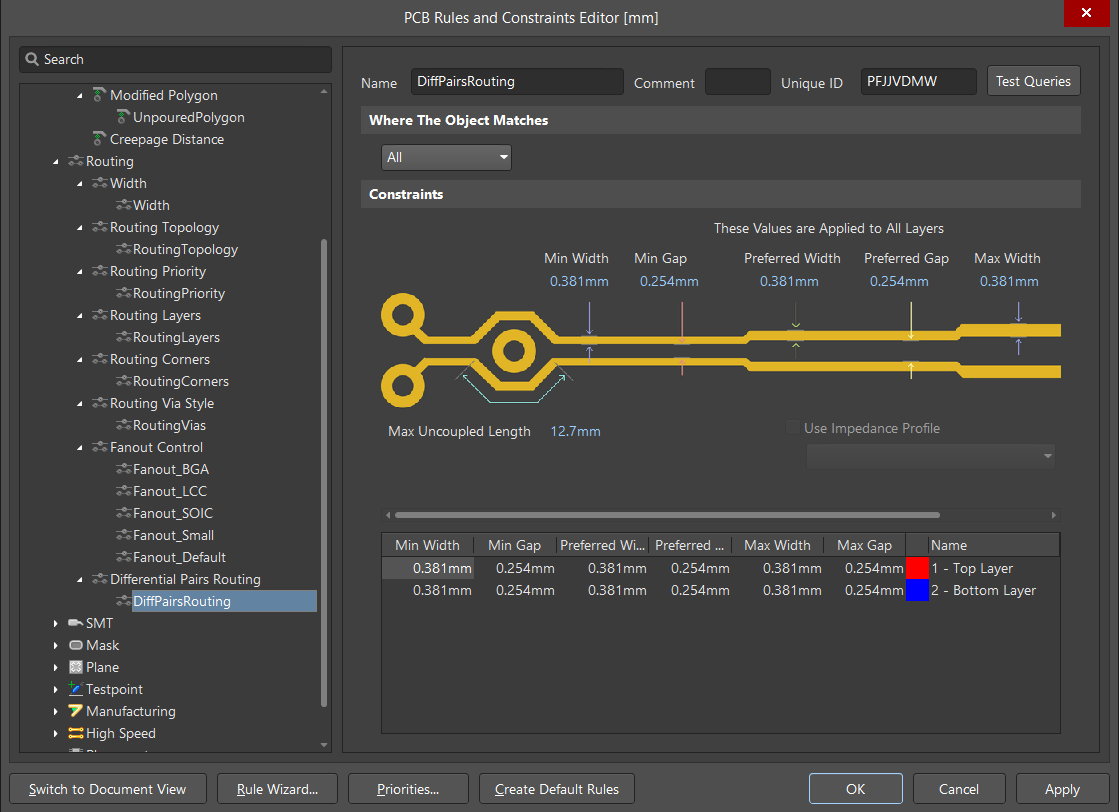 PCB Rules and Constraints Editor [mm]
Search
Modified Polygon
UnpouredPolygon
Creepage Distance
Routing
Width
Width
Routing Topology
RoutingTopology
Routing Priority
RoutingPriority
Routing Layers
RoutingLayers
Routing Corners
RoutingCorners
Routing Via Style
RoutingVias
Fanout Control
Fanout_BGA
Fanout_LCC
Fanout_SOIC
Fanout_Small
Fanout_Default
Differential Pairs Routing
DiffPairsRouting
SMT
Mask
Plane
Testpoint
Manufacturing
High Speed
Name DiffPairsRouting Comment Unique ID PFJJVDMW Test Queries
Where The Object Matches
All
Constraints
These Values are Applied to All Layers
Min Width Min Gap Preferred Width Preferred Gap Max Width
0.381mm 0.254mm 0.381mm 0.254mm 0.381mm
Max Uncoupled Length 12.7mm
Use Impedance Profile
Min Width Min Gap Preferred Wi... Preferred ... Max Width Max Gap Name
0.381mm 0.254mm 0.381mm 0.254mm 0.381mm 0.254mm 1 - Top Layer
0.381mm 0.254mm 0.381mm 0.254mm 0.381mm 0.254mm 2 - Bottom Layer
Switch to Document View Rule Wizard... Priorities... Create Default Rules OK Cancel Apply